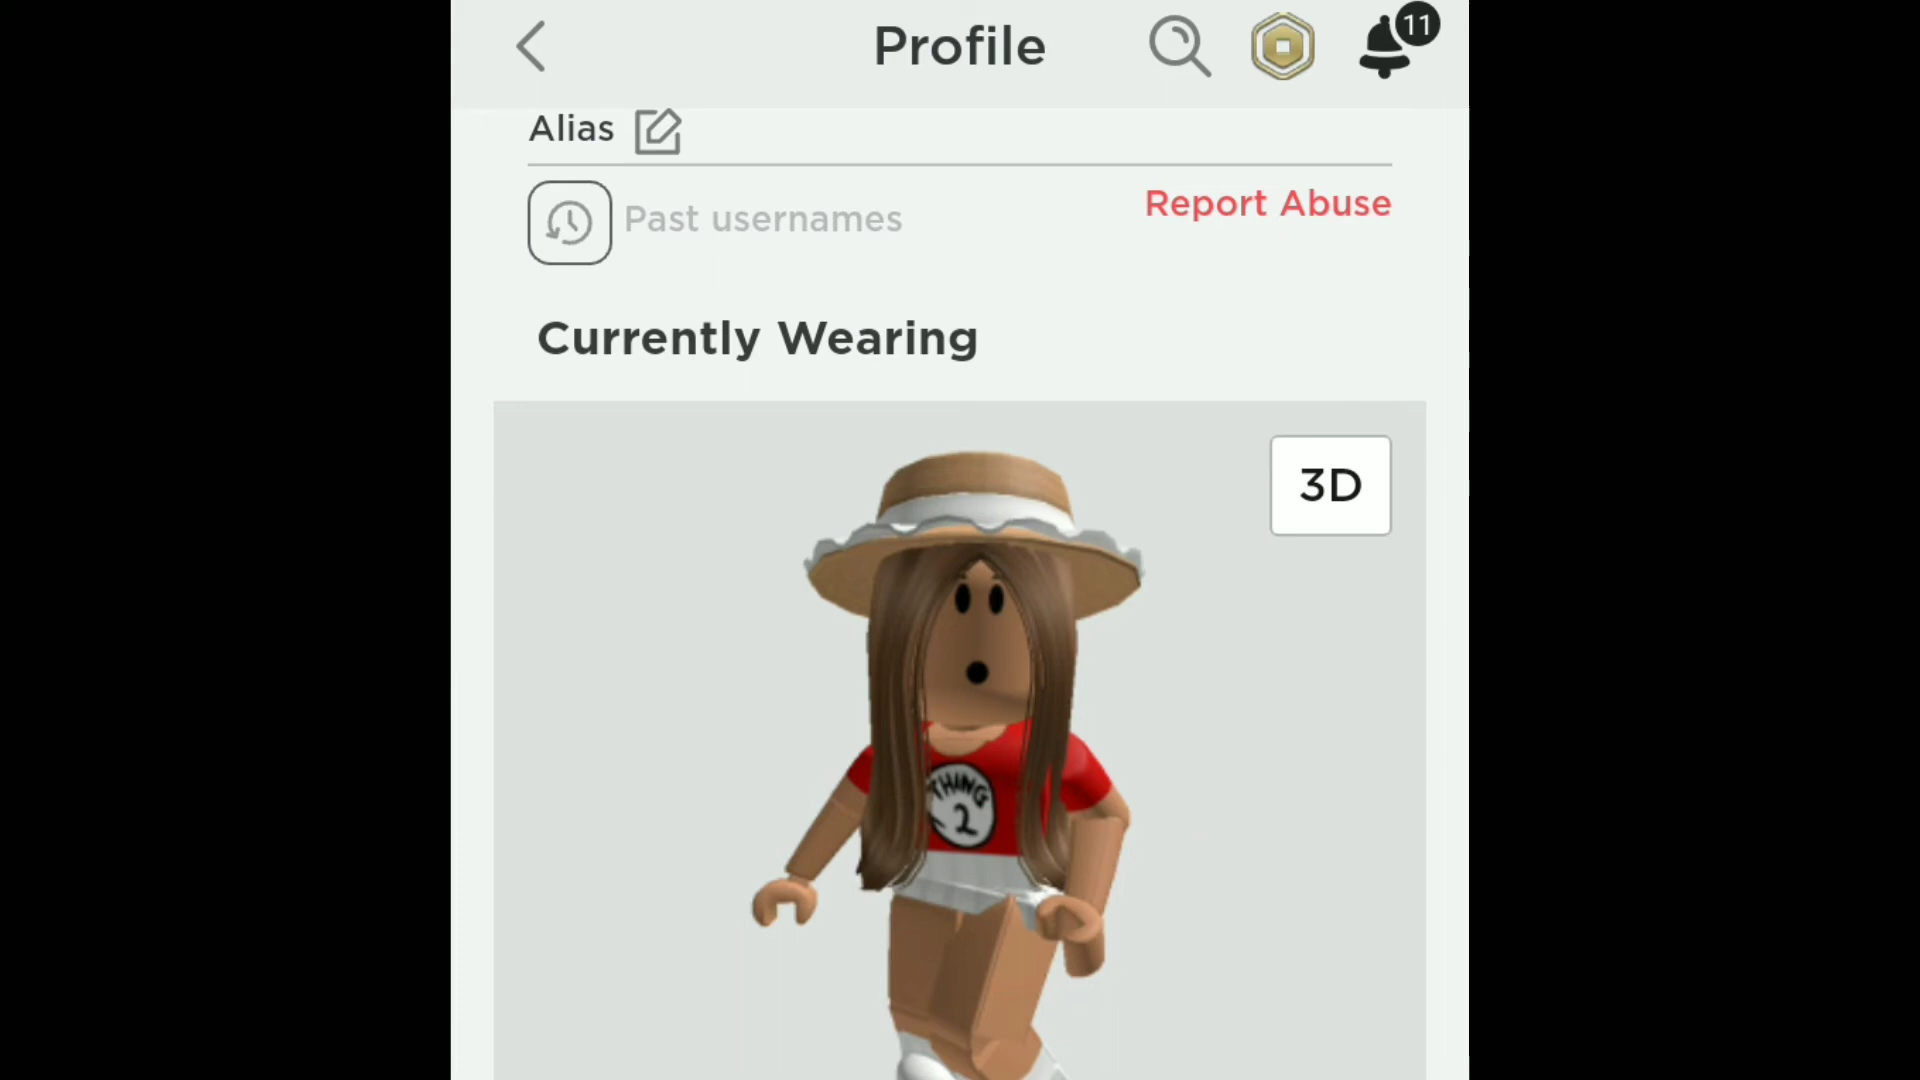 Profile
11
Alias
Past usernames
Report Abuse
Currently Wearing
3D
THING
2